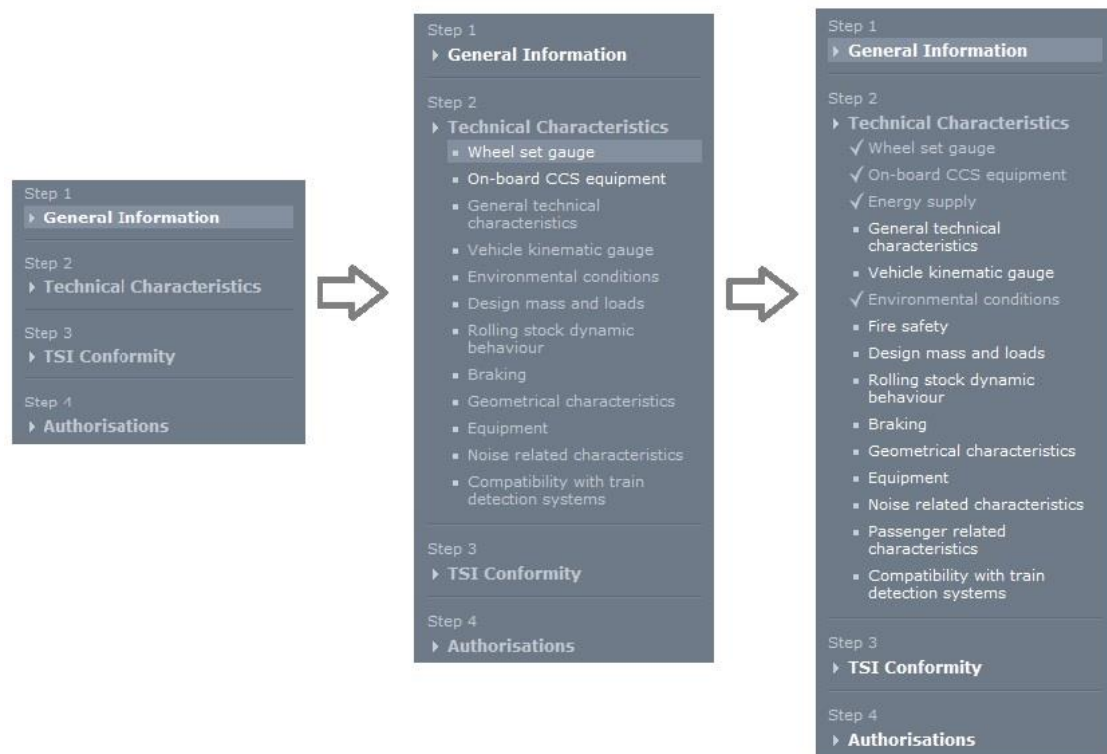 Step 1
General Information
Step 2
Technical Characteristics
Step 3
TSI Conformity
Step 4
Authorisations
Step 1
General Information
Step 2
Technical Characteristics
Wheel set gauge
On-board CCS equipment
General technical
characteristics
Vehicle kinematic gauge
Environmental conditions
Design mass and loads
Rolling stock dynamic
behaviour
Braking
Geometrical characteristics
Equipment
Noise related characteristics
Compatibility with train
detection systems
Step 3
TSI Conformity
Step 4
Authorisations
Step 1
General Information
Step 2
Technical Characteristics
Wheel set gauge
On-board CCS equipment
Energy supply
General technical
characteristics
Vehicle kinematic gauge
Environmental conditions
Fire safety
Design mass and loads
Rolling stock dynamic
behaviour
Braking
Geometrical characteristics
Equipment
Noise related characteristics
Passenger related
characteristics
Compatibility with train
detection systems
Step 3
TSI Conformity
Step 4
Authorisations